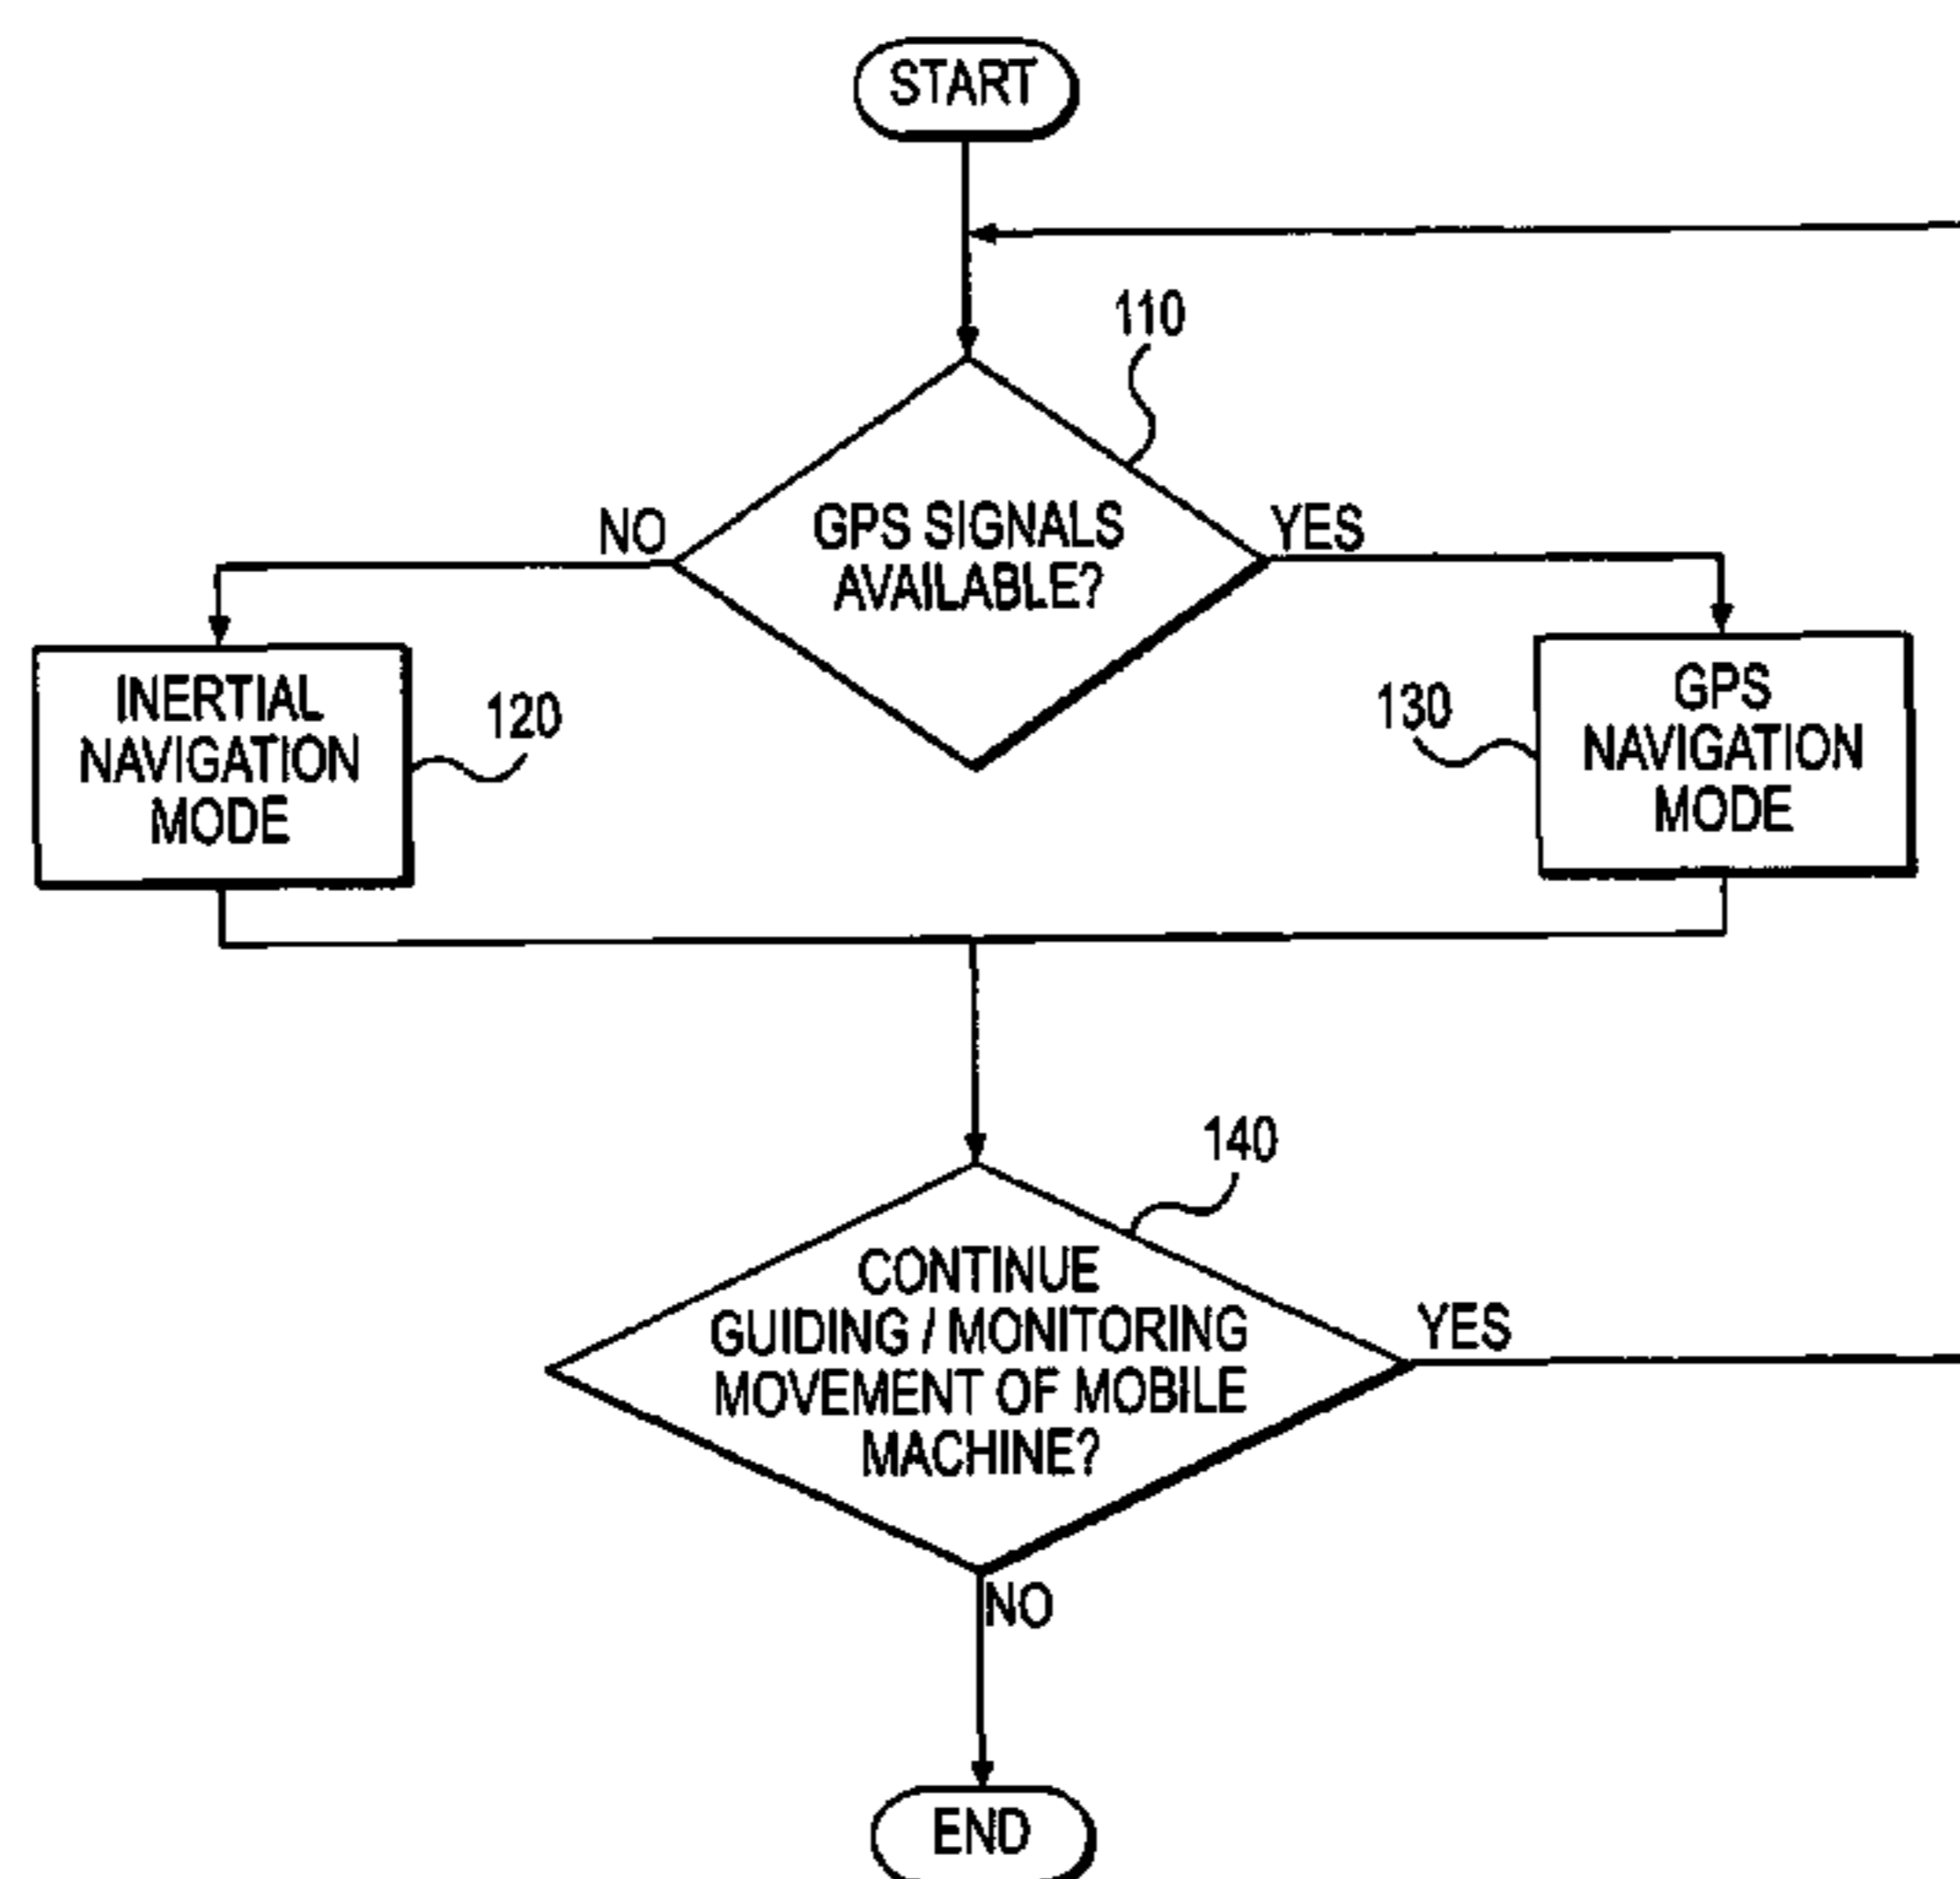 START
110
NO
GPS SIGNALS
AVAILABLE?
YES
INERTIAL
NAVIGATION
MODE
120
130
GPS
NAVIGATION
MODE
140
CONTINUE
GUIDING / MONITORING
MOVEMENT OF MOBILE
MACHINE?
YES
NO
END